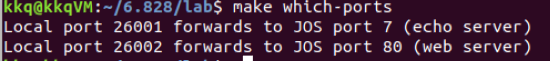 kkq@kkqVM:~/6.828/lab$ make which-ports
Local port 26001 forwards to JOS port 7 (echo server)
Local port 26002 forwards to JOS port 80 (web server)